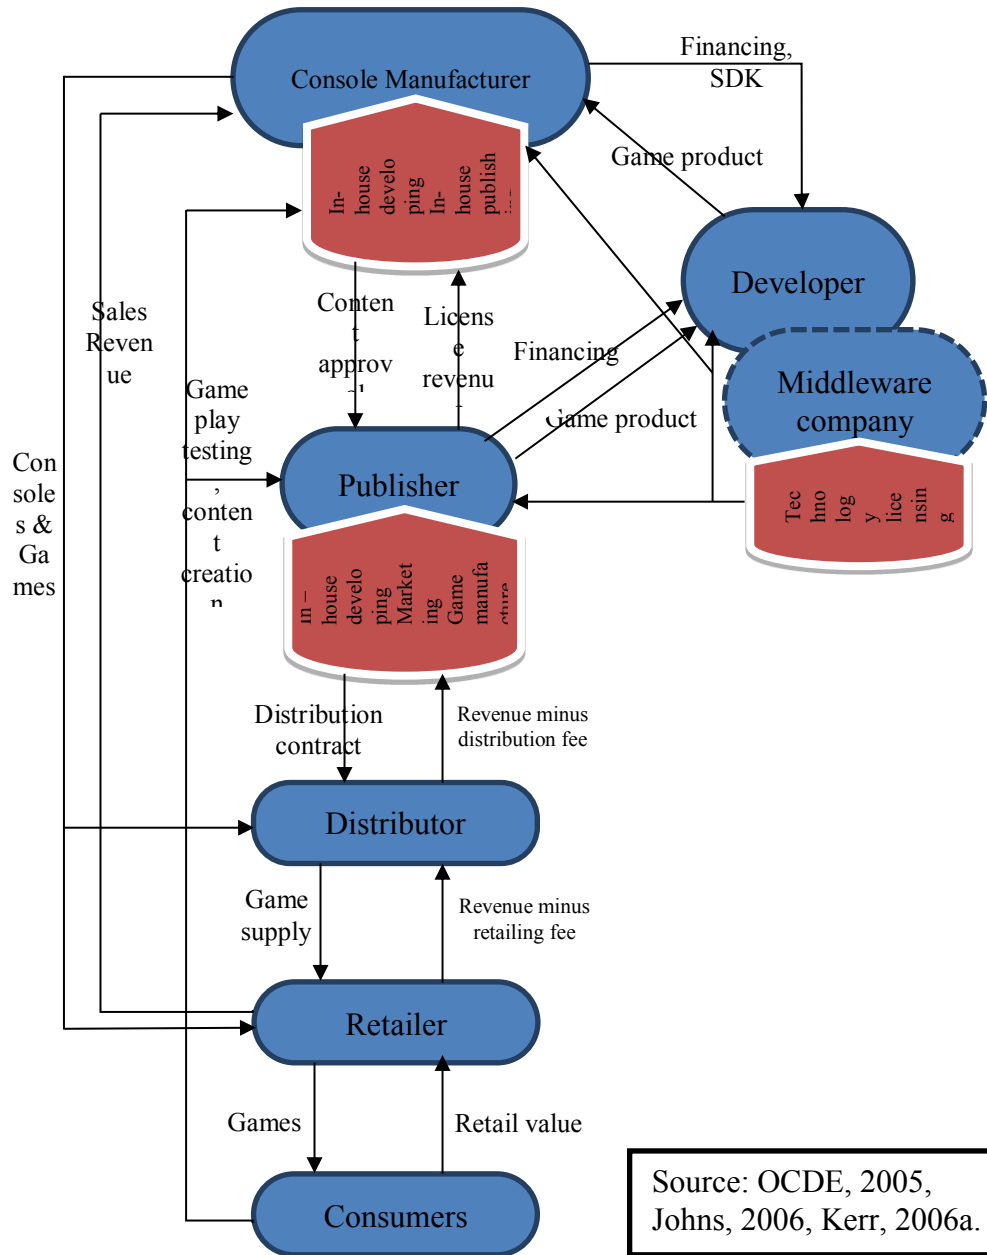 Financing,
SDK
Console Manufacturer
Game product
In-
house
develo
ping
In-
house
publish
Developer
Sales
Reven
ue
Conten
t
approv
Licens
e
revenu
Financing
Middleware
company
Game
play
testing
,
conten
t
creatio
n
Game product
Con
sole
s &
Ga
mes
Publisher
Tec
hno
log
y
lice
nsin
g
in –
house
develo
ping
Market
ing
Game
manufa
cture
Distribution
contract
Revenue minus
distribution fee
Distributor
Game
supply
Revenue minus
retailing fee
Retailer
Games
Retail value
Consumers
Source: OCDE, 2005,
Johns, 2006, Kerr, 2006a.